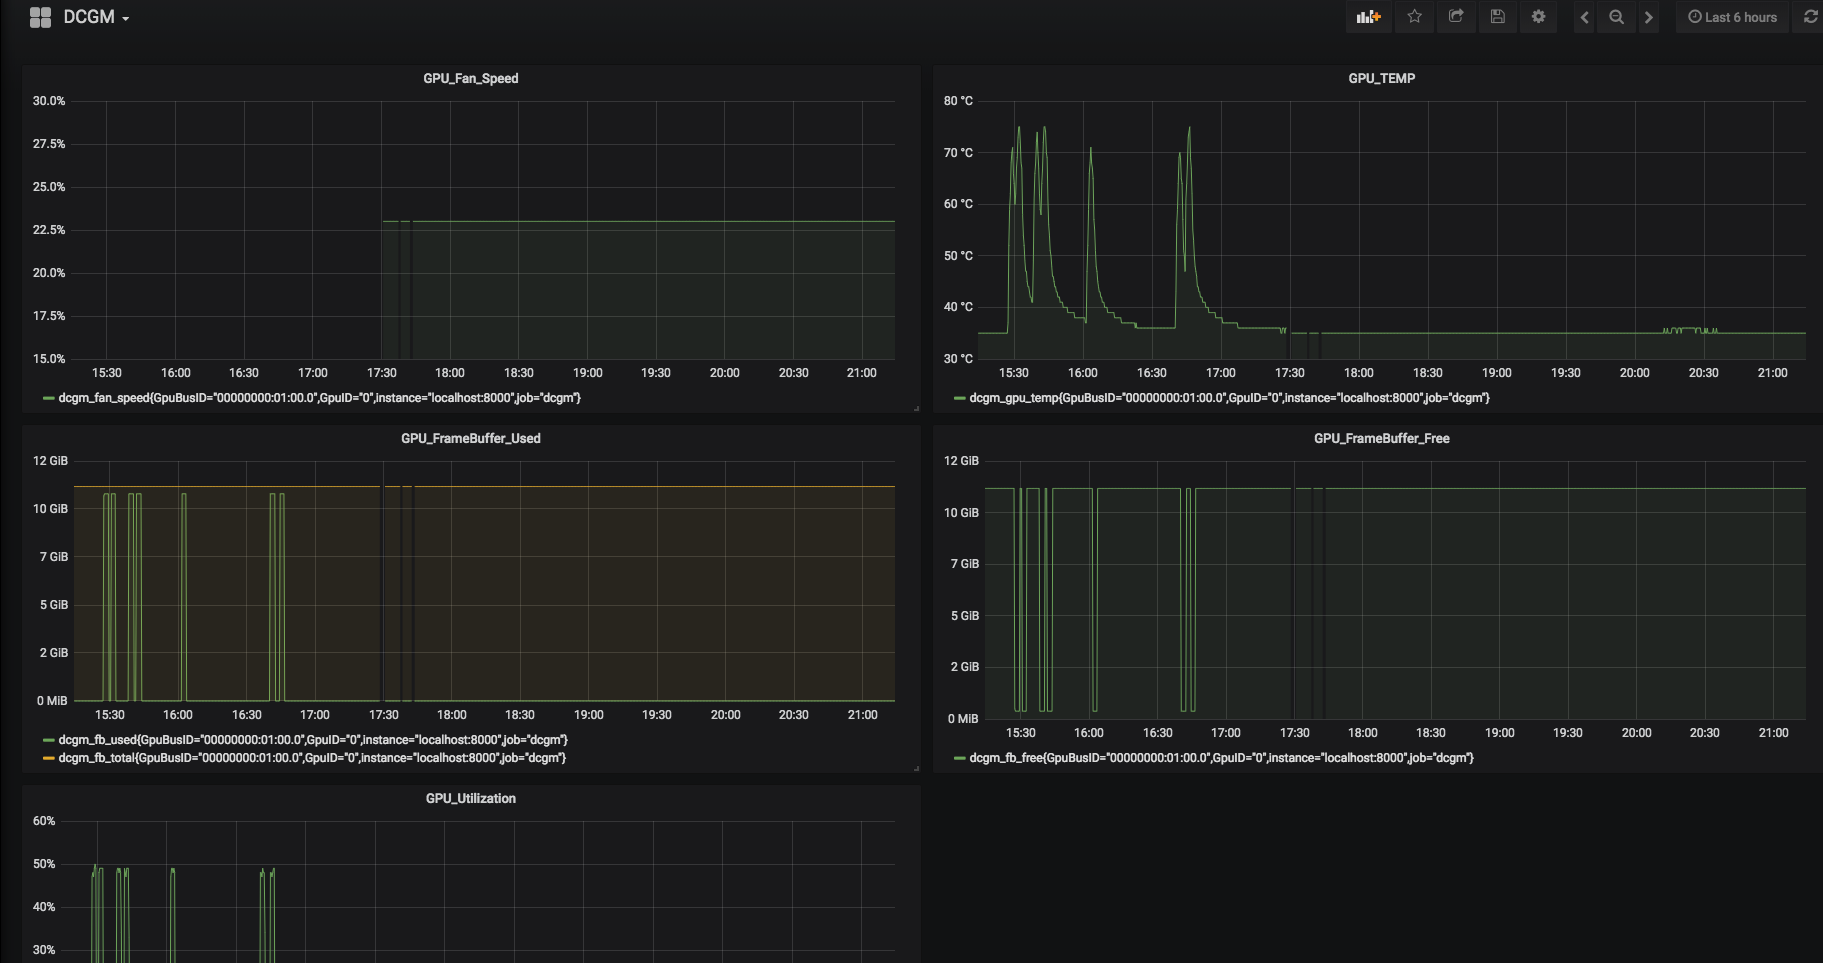 DCGM
Last 6 hours
GPU_Fan_Speed
30.0%
27.5%
25.0%
22.5%
20.0%
17.5%
15.0%
15:30 16:00 16:30 17:00 17:30 18:00 18:30 19:00 19:30 20:00 20:30 21:00
dcgm_fan_speed{GpuBusID="00000000:01:00.0",GpuID="0",instance="localhost:8000",job="dcgm"}
GPU_TEMP
80 °C
70 °C
60 °C
50 °C
40 °C
30 °C
15:30 16:00 16:30 17:00 17:30 18:00 18:30 19:00 19:30 20:00 20:30 21:00
dcgm_gpu_temp{GpuBusID="00000000:01:00.0",GpuID="0",instance="localhost:8000",job="dcgm"}
GPU_FrameBuffer_Used
12 GiB
10 GiB
7 GiB
5 GiB
2 GiB
0 MiB
15:30 16:00 16:30 17:00 17:30 18:00 18:30 19:00 19:30 20:00 20:30 21:00
dcgm_fb_used{GpuBusID="00000000:01:00.0",GpuID="0",instance="localhost:8000",job="dcgm"}
dcgm_fb_total{GpuBusID="00000000:01:00.0",GpuID="0",instance="localhost:8000",job="dcgm"}
GPU_FrameBuffer_Free
12 GiB
10 GiB
7 GiB
5 GiB
2 GiB
0 MiB
15:30 16:00 16:30 17:00 17:30 18:00 18:30 19:00 19:30 20:00 20:30 21:00
dcgm_fb_free{GpuBusID="00000000:01:00.0",GpuID="0",instance="localhost:8000",job="dcgm"}
GPU_Utilization
60%
50%
40%
30%